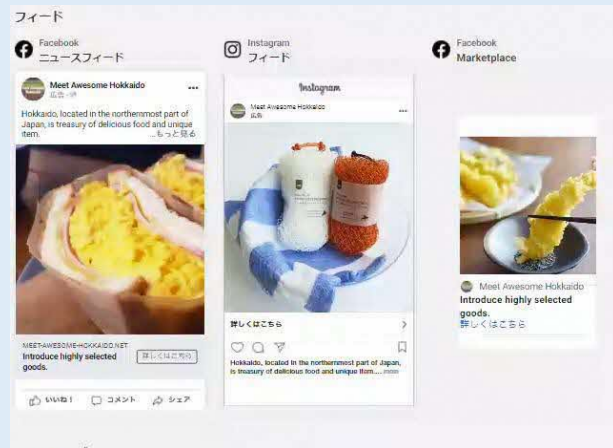 フィード
Facebook
ニュースフィード
Meet Awesome Hokkaido
広告
Hokkaido, located in the northernmost part of
Japan, is treasury of delicious food and unique
item.
...もっと見る
MEET-AWESOME-HOKKAIDO.NET
Introduce highly selected
goods.
詳しくはこちら
いいね！ コメント シェア
Instagram
フィード
Instagram
Meet Awesome Hokkaido
広告
詳しくはこちら
Hokkaido, located in the northernmost part of Japan,
is treasury of delicious food and unique item.... more
Facebook
Marketplace
Meet Awesome Hokkaido
Introduce highly selected
goods.
詳しくはこちら